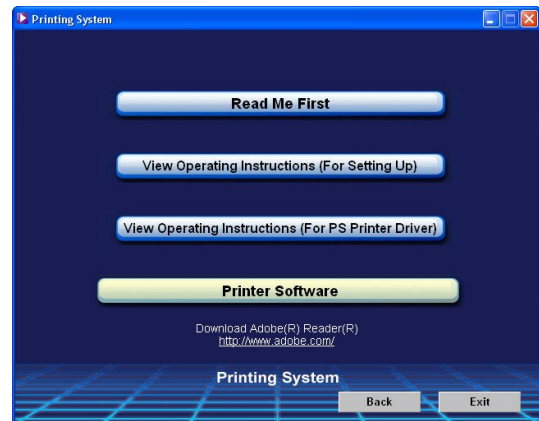 Printing System
Read Me First
View Operating Instructions (For Setting Up)
View Operating Instructions (For PS Printer Driver)
Printer Software
Download Adobe(R) Reader(R)
http://www.adobe.com/
Printing System
Back Exit